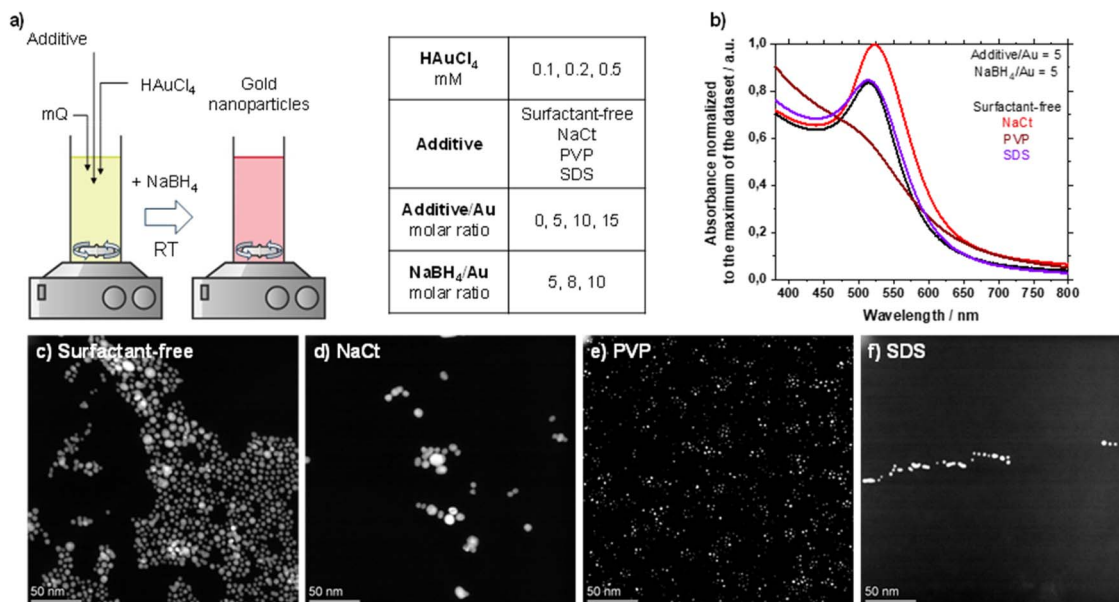 a)
Additive
HAuCl4
mQ
Gold
nanoparticles
+ NaBH4
RT
HAuCl4
mM
0.1, 0.2, 0.5
Additive
Surfactant-free
NaCt
PVP
SDS
Additive/Au
molar ratio
0, 5, 10, 15
NaBH4/Au
molar ratio
5, 8, 10
b)
Absorbance normalized
to the maximum of the dataset / a.u.
1,0
0,8
0,6
0,4
0,2
0,0
Additive/Au = 5
NaBH4/Au = 5
Surfactant-free
NaCt
PVP
SDS
400 450 500 550 600 650 700 750 800
Wavelength / nm
c) Surfactant-free
50 nm
d) NaCt
50 nm
e) PVP
50 nm
f) SDS
50 nm